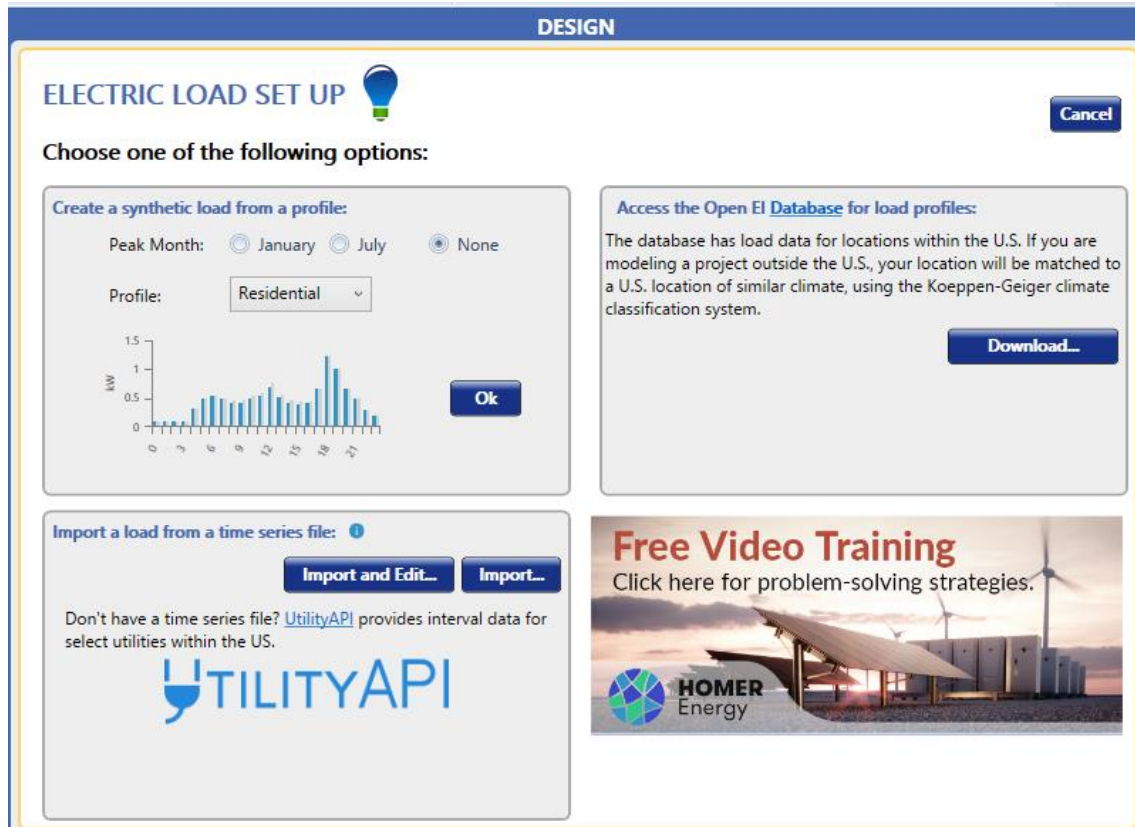 DESIGN
ELECTRIC LOAD SET UP
Cancel
Choose one of the following options:
Create a synthetic load from a profile:
Peak Month: January July None
Profile: Residential
1.5
1
0.5
0
kW
0 3 6 9 12 15 18 21
Ok
Access the Open EI Database for load profiles:
The database has load data for locations within the U.S. If you are
modeling a project outside the U.S., your location will be matched to
a U.S. location of similar climate, using the Koeppen-Geiger climate
classification system.
Download...
Import a load from a time series file:
Import and Edit... Import...
Don't have a time series file? UtilityAPI provides interval data for
select utilities within the US.
UTILITYAPI
Free Video Training
Click here for problem-solving strategies.
HOMER
Energy